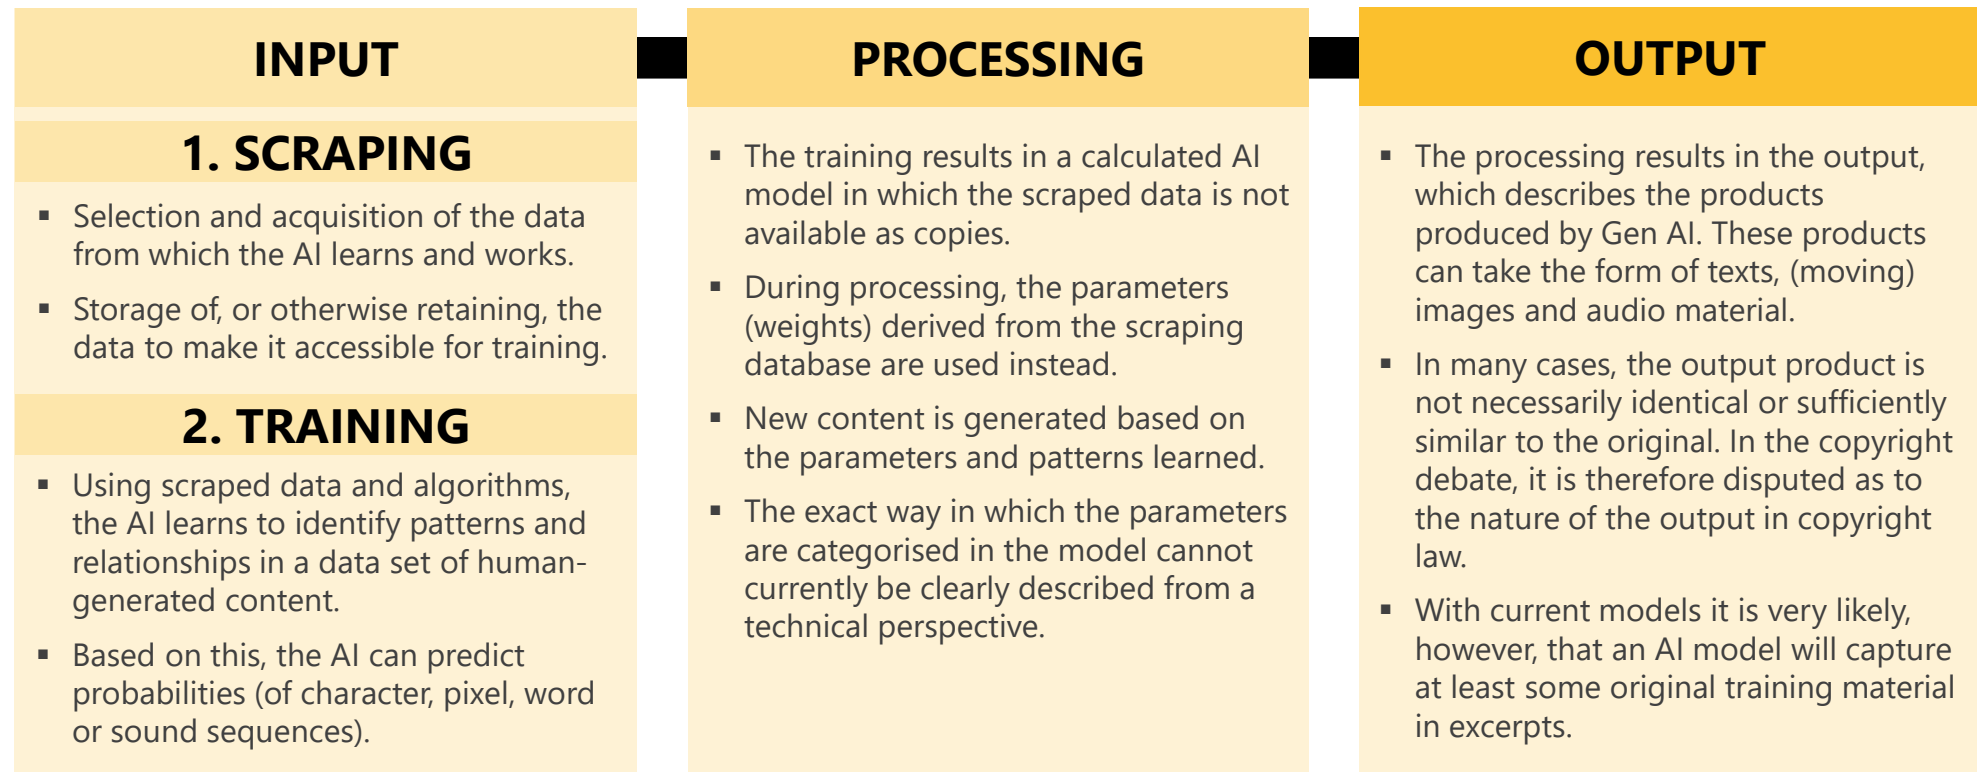 INPUT
1. SCRAPING
▪ Selection and acquisition of the data
from which the AI learns and works.
▪ Storage of, or otherwise retaining, the
data to make it accessible for training.
2. TRAINING
▪ Using scraped data and algorithms,
the AI learns to identify patterns and
relationships in a data set of human-
generated content.
▪ Based on this, the AI can predict
probabilities (of character, pixel, word
or sound sequences).
PROCESSING
▪ The training results in a calculated AI
model in which the scraped data is not
available as copies.
▪ During processing, the parameters
(weights) derived from the scraping
database are used instead.
▪ New content is generated based on
the parameters and patterns learned.
▪ The exact way in which the parameters
are categorised in the model cannot
currently be clearly described from a
technical perspective.
OUTPUT
▪ The processing results in the output,
which describes the products
produced by Gen AI. These products
can take the form of texts, (moving)
images and audio material.
▪ In many cases, the output product is
not necessarily identical or sufficiently
similar to the original. In the copyright
debate, it is therefore disputed as to
the nature of the output in copyright
law.
▪ With current models it is very likely,
however, that an AI model will capture
at least some original training material
in excerpts.